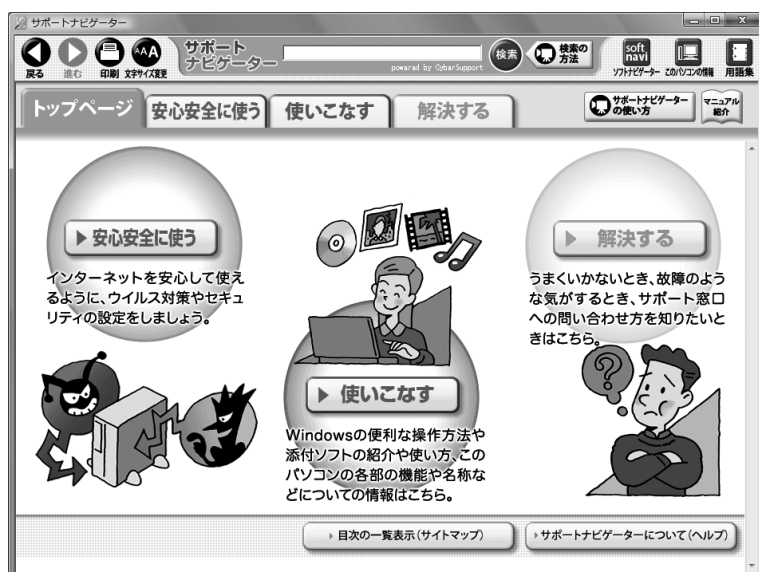 サポートナビゲーター
戻る
進む
印刷
文字サイズ変更
AAA
サポート
ナビゲーター
powered by CyberSupport
検索
検索の
方法
soft
navi
ソフトナビゲーター
このパソコンの情報
用語集
トップページ
安心安全に使う
使いこなす
解決する
サポートナビゲーター
の使い方
マニュアル
紹介
安心安全に使う
インターネットを安心して使え
るように、ウイルス対策やセキュ
リティの設定をしましょう。
使いこなす
Windowsの便利な操作方法や
添付ソフトの紹介や使い方、この
パソコンの各部の機能や名称な
どについての情報はこちら。
解決する
うまくいかないとき、故障のよう
な気がするとき、サポート窓口
への問い合わせ方を知りたいと
きはこちら。
?
目次の一覧表示(サイトマップ)
サポートナビゲーターについて(ヘルプ)